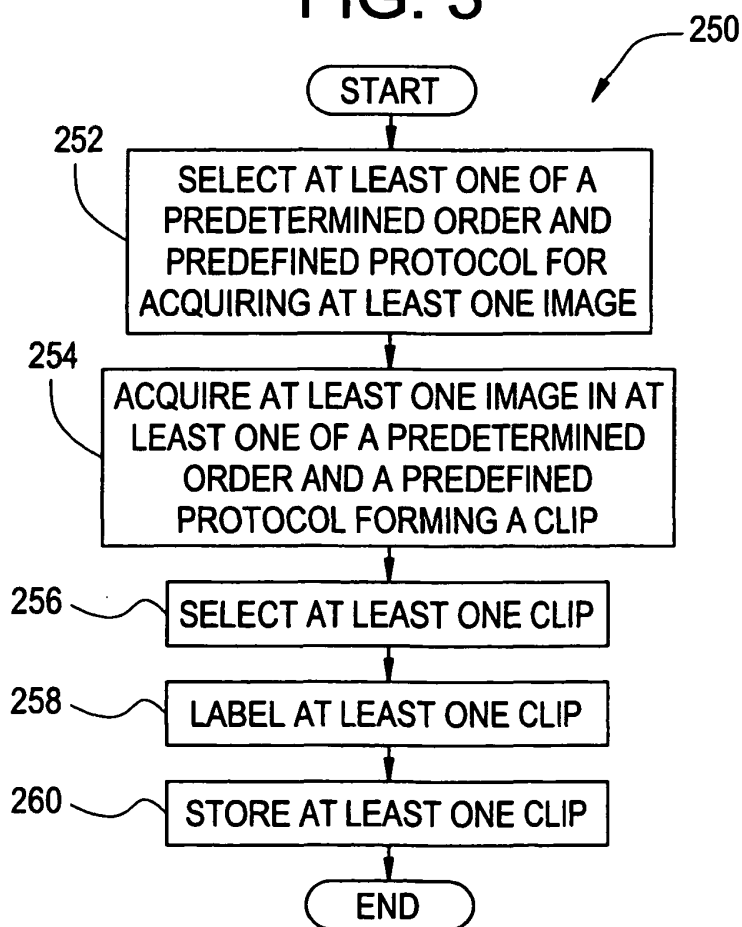 FIG. 3
250
START
252
SELECT AT LEAST ONE OF A
PREDETERMINED ORDER AND
PREDEFINED PROTOCOL FOR
ACQUIRING AT LEAST ONE IMAGE
254
ACQUIRE AT LEAST ONE IMAGE IN AT
LEAST ONE OF A PREDETERMINED
ORDER AND A PREDEFINED
PROTOCOL FORMING A CLIP
256
SELECT AT LEAST ONE CLIP
258
LABEL AT LEAST ONE CLIP
260
STORE AT LEAST ONE CLIP
END